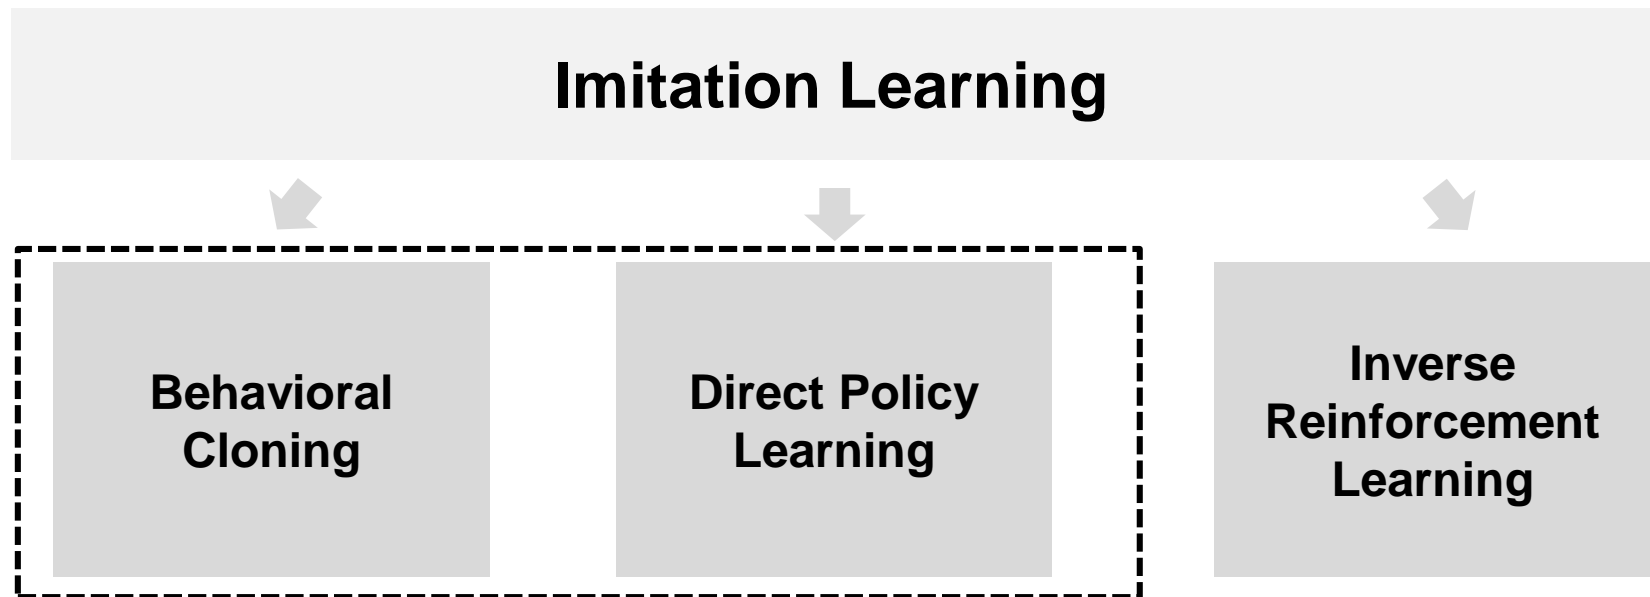 Imitation Learning
Behavioral
Cloning
Direct Policy
Learning
Inverse
Reinforcement
Learning